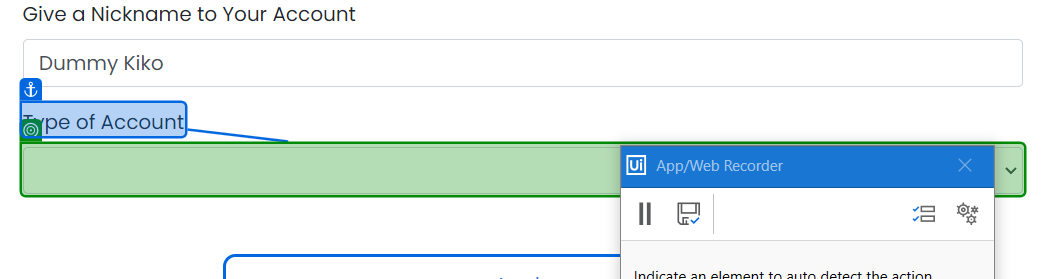 Give a Nickname to Your Account
Dummy Kiko
Type of Account
Ui App/Web Recorder
Indicate an element to auto detect the action